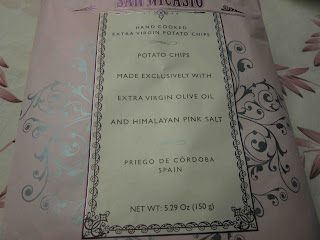 SAN NICASIO
HAND COOKED
EXTRA VIRGIN POTATO CHIPS
POTATO CHIPS
MADE EXCLUSIVELY WITH
EXTRA VIRGIN OLIVE OIL
AND HIMALAYAN PINK SALT
PRIEGO DE CÓRDOBA
SPAIN
NET WT: 5.29 Oz (150 g)